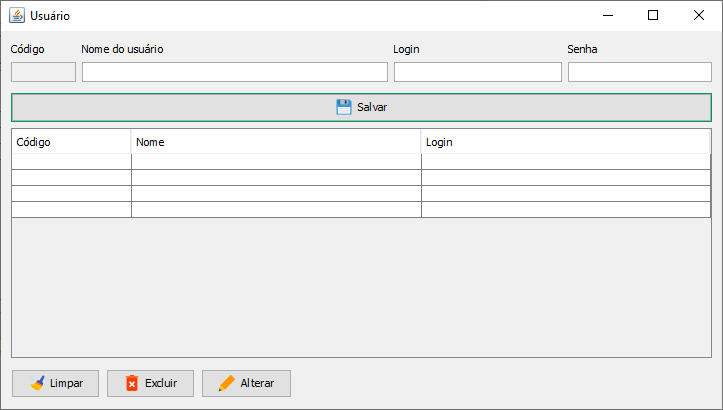 Usuário
Código Nome do usuário Login Senha
Salvar
Código Nome Login
Limpar Excluir Alterar